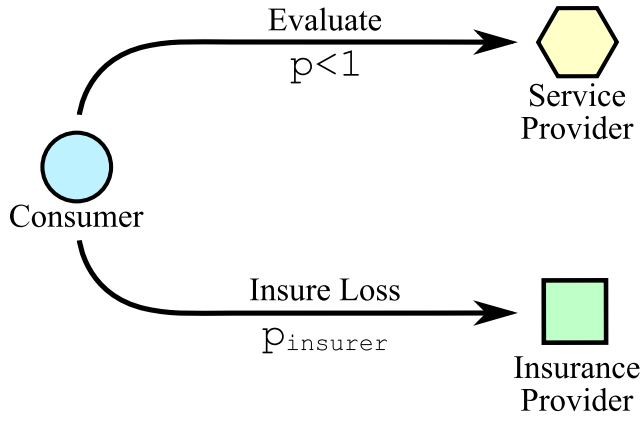 Evaluate
p<1
Service
Provider
Consumer
Insure Loss
pinsurer
Insurance
Provider